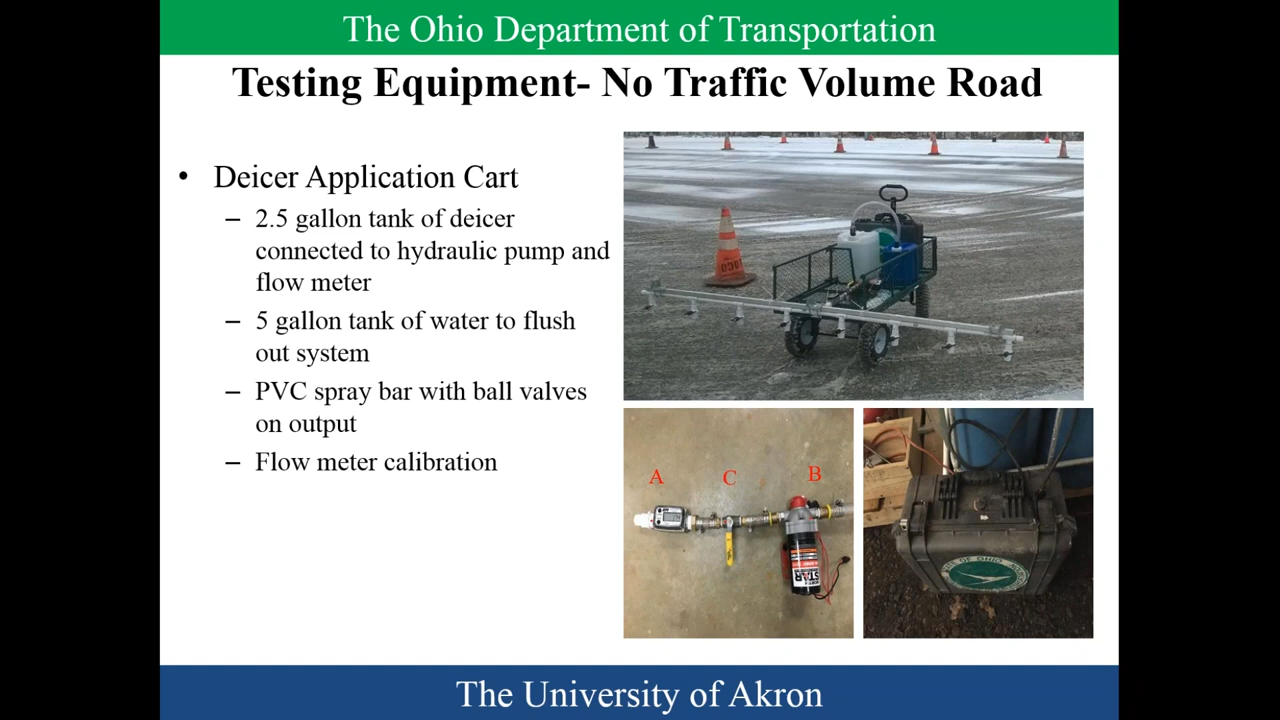 The Ohio Department of Transportation
Testing Equipment- No Traffic Volume Road
• Deicer Application Cart
– 2.5 gallon tank of deicer
connected to hydraulic pump and
flow meter
– 5 gallon tank of water to flush
out system
– PVC spray bar with ball valves
on output
– Flow meter calibration
A
C
B
STAR
The University of Akron